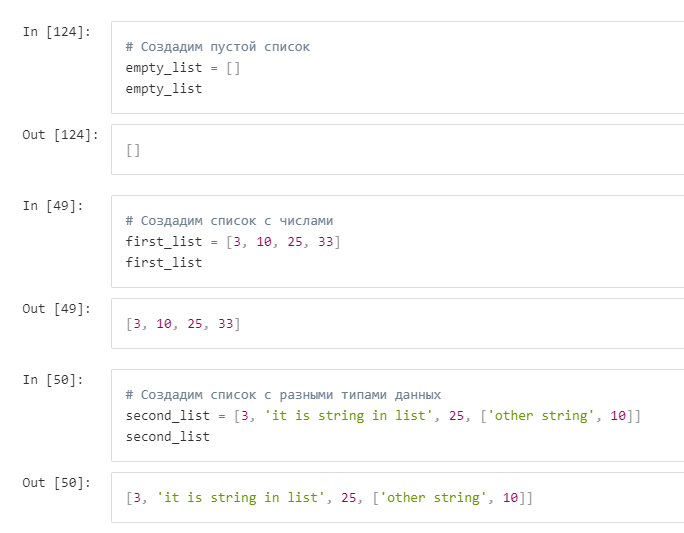 In [124]:
# Создадим пустой список
empty_list = []
empty_list
Out [124]:
[]
In [49]:
# Создадим список с числами
first_list = [3, 10, 25, 33]
first_list
Out [49]:
[3, 10, 25, 33]
In [50]:
# Создадим список с разными типами данных
second_list = [3, 'it is string in list', 25, ['other string', 10]]
second_list
Out [50]:
[3, 'it is string in list', 25, ['other string', 10]]